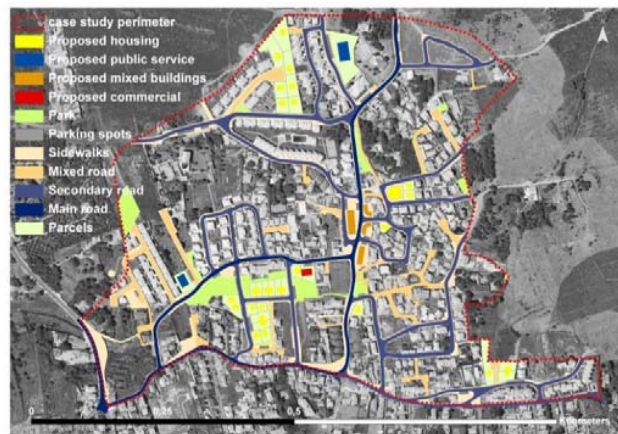 case study perimeter
Proposed housing
Proposed public service
Proposed mixed buildings
Proposed commercial
Park
Parking spots
Sidewalks
Mixed road
Secondary road
Main road
Parcels
0 0,25 0,5
Kilometers